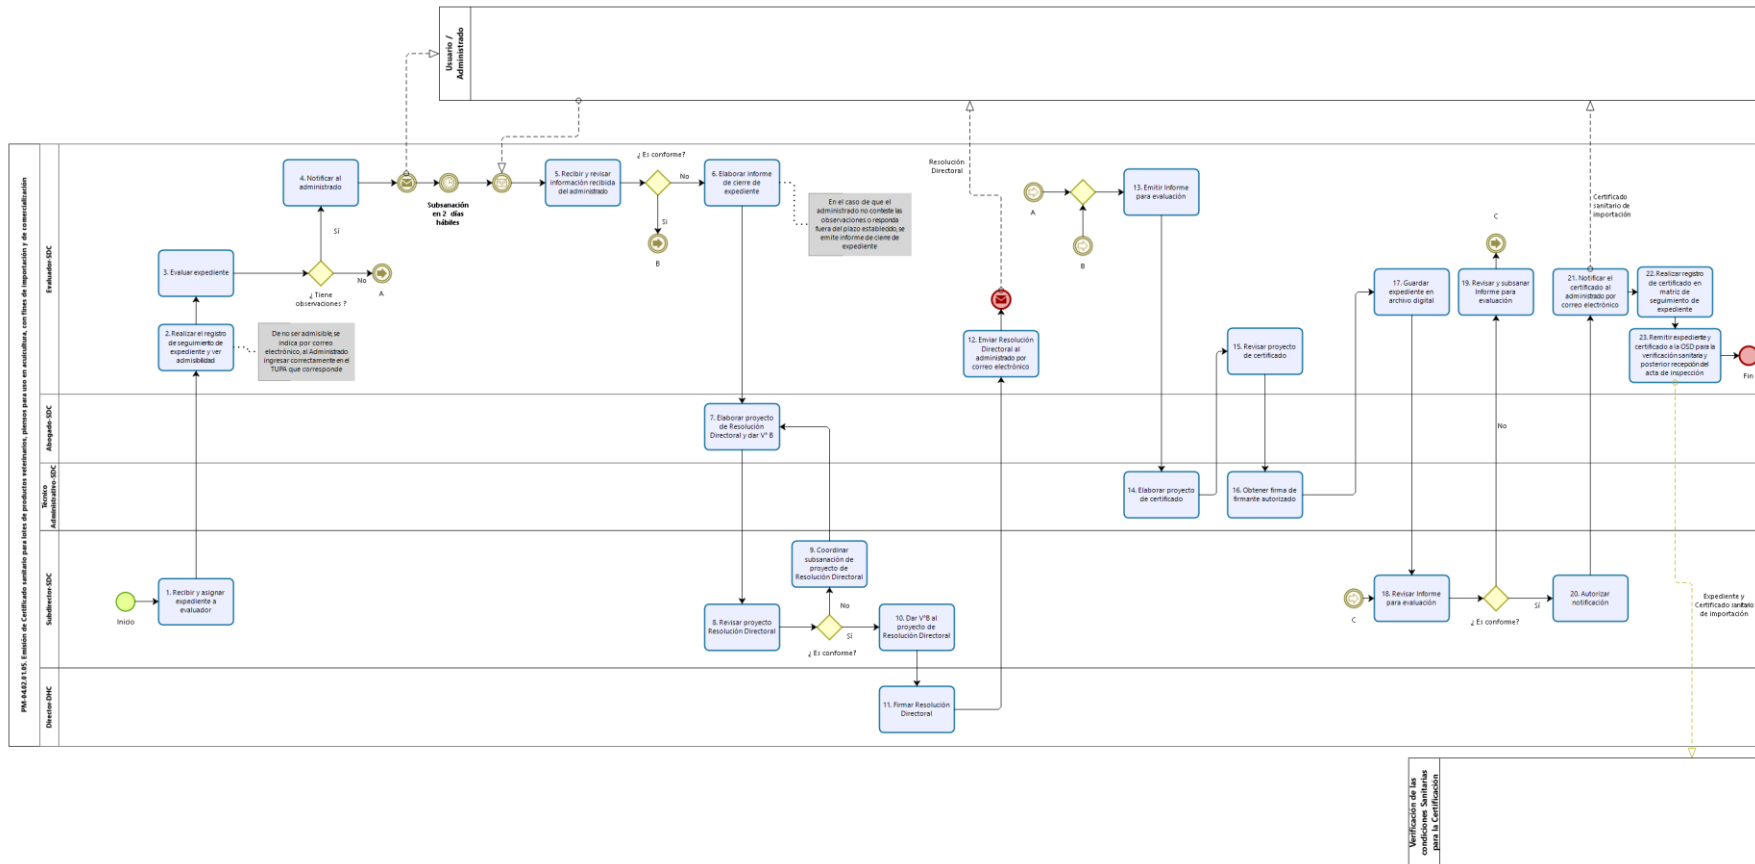 Usuario /
Administrado
PM-04.02.01.05. Emisión de Certificado sanitario para lotes de productos veterinarios, piensos para uso en acuicultura, con fines de importación y de comercialización
Evaluador-SDC
4. Notificar al
administrado
Subsanación
en 2 días
hábiles
5. Recibir y revisar
información recibida
del administrado
¿ Es conforme?
No
Si
B
6. Elaborar informe
de cierre de
expediente
En el caso de que el
administrado no conteste las
observaciones o responda
fuera del plazo establecido, se
emite informe de cierre de
expediente
3. Evaluar expediente
Sí
No
A
¿ Tiene
observaciones ?
2. Realizar el registro
de seguimiento de
expediente y ver
admisibilidad
De no ser admisible, se
indica por correo
electrónico, al Administrado
ingresar correctamente en el
TUPA que corresponde
Resolución
Directoral
12. Enviar Resolución
Directoral al
administrado por
correo electrónico
A
B
13. Emitir Informe
para evaluación
15. Revisar proyecto
de certificado
17. Guardar
expediente en
archivo digital
C
19. Revisar y subsanar
Informe para
evaluación
Certificado
sanitario de
importación
21. Notificar el
certificado al
administrado por
correo electrónico
22. Realizar registro
de certificado en
matriz de
seguimiento de
expediente
23. Remitir expediente y
certificado a la OSD para la
verificación sanitaria y
posterior recepción del
acta de inspección
Fin
Abogado-SDC
7. Elaborar proyecto
de Resolución
Directoral y dar V° B
No
Técnico
Administrativo-SDC
14. Elaborar proyecto
de certificado
16. Obtener firma de
firmante autorizado
Subdirector-SDC
Inicio
1. Recibir y asignar
expediente a
evaluador
9. Coordinar
subsanación de
proyecto de
Resolución Directoral
No
8. Revisar proyecto
Resolución Directoral
Sí
¿ Es conforme?
10. Dar V°B al
proyecto de
Resolución Directoral
C
18. Revisar Informe
para evaluación
Sí
¿ Es conforme?
20. Autorizar
notificación
Expediente y
Certificado sanitario
de importación
Director-DHC
11. Firmar Resolución
Directoral
Verificación de las
condiciones Sanitarias
para la Certificación